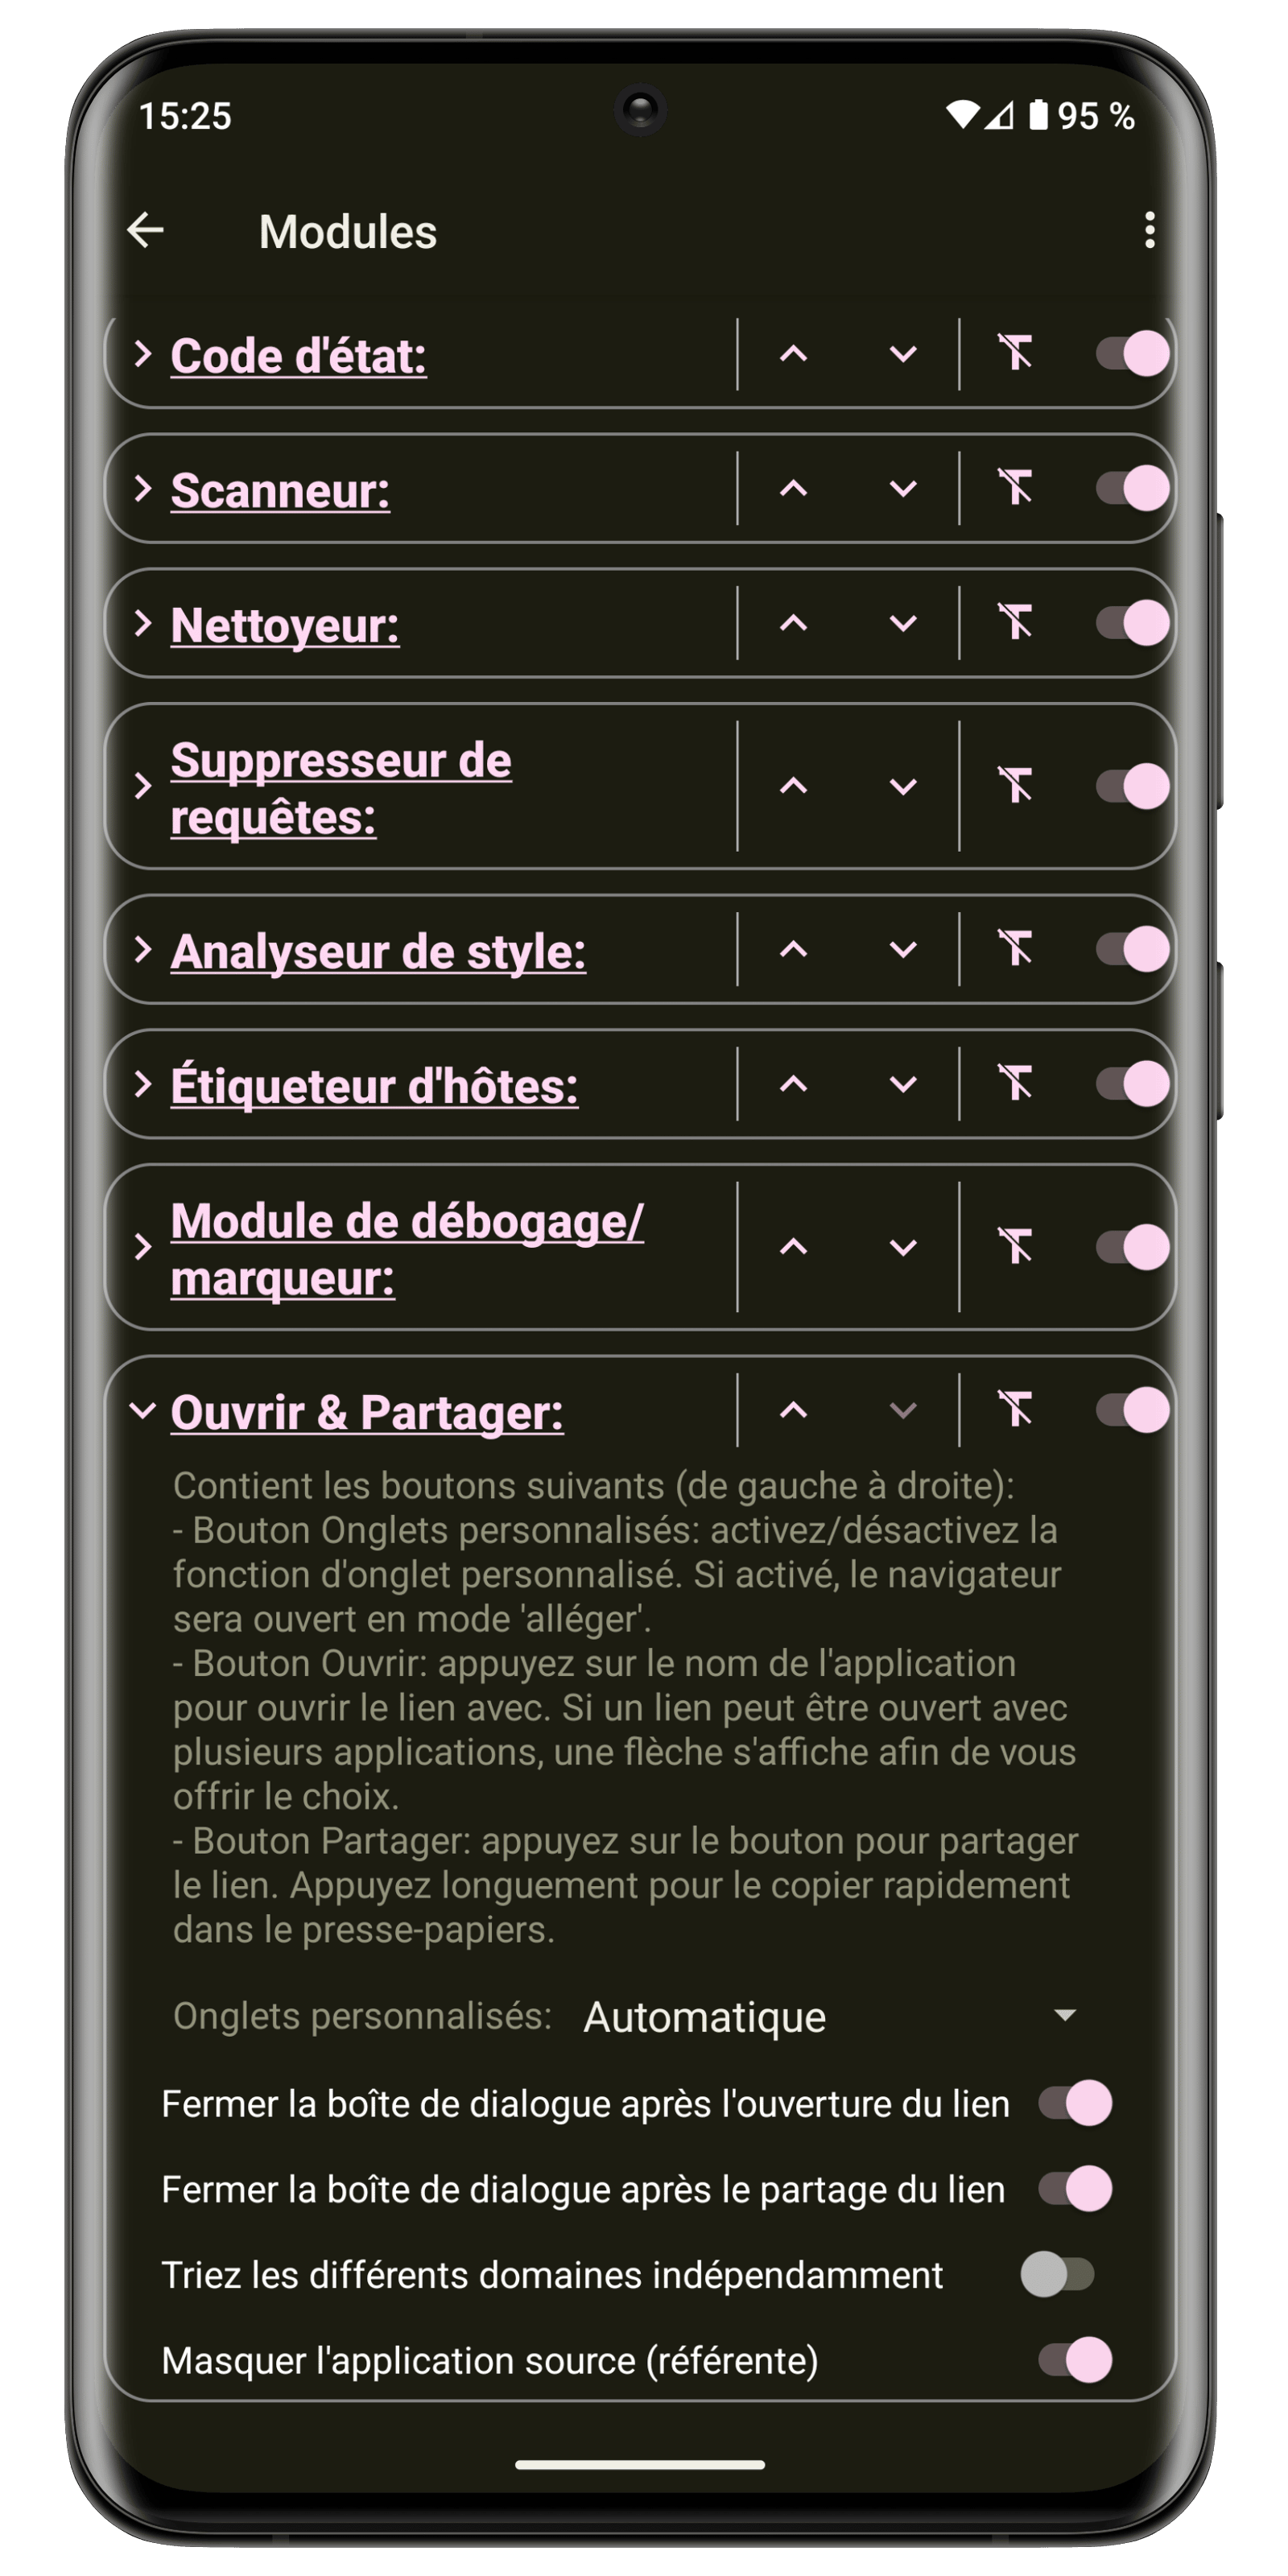 15:25
95 %
Modules
Code d'état:
Scanneur:
Nettoyeur:
Suppresseur de
requêtes:
Analyseur de style:
Étiqueteur d'hôtes:
Module de débogage/
marqueur:
Ouvrir & Partager:
Contient les boutons suivants (de gauche à droite):
- Bouton Onglets personnalisés: activez/désactivez la
fonction d'onglet personnalisé. Si activé, le navigateur
sera ouvert en mode 'alléger'.
- Bouton Ouvrir: appuyez sur le nom de l'application
pour ouvrir le lien avec. Si un lien peut être ouvert avec
plusieurs applications, une flèche s'affiche afin de vous
offrir le choix.
- Bouton Partager: appuyez sur le bouton pour partager
le lien. Appuyez longuement pour le copier rapidement
dans le presse-papiers.
Onglets personnalisés: Automatique
Fermer la boîte de dialogue après l'ouverture du lien
Fermer la boîte de dialogue après le partage du lien
Triez les différents domaines indépendamment
Masquer l'application source (référente)